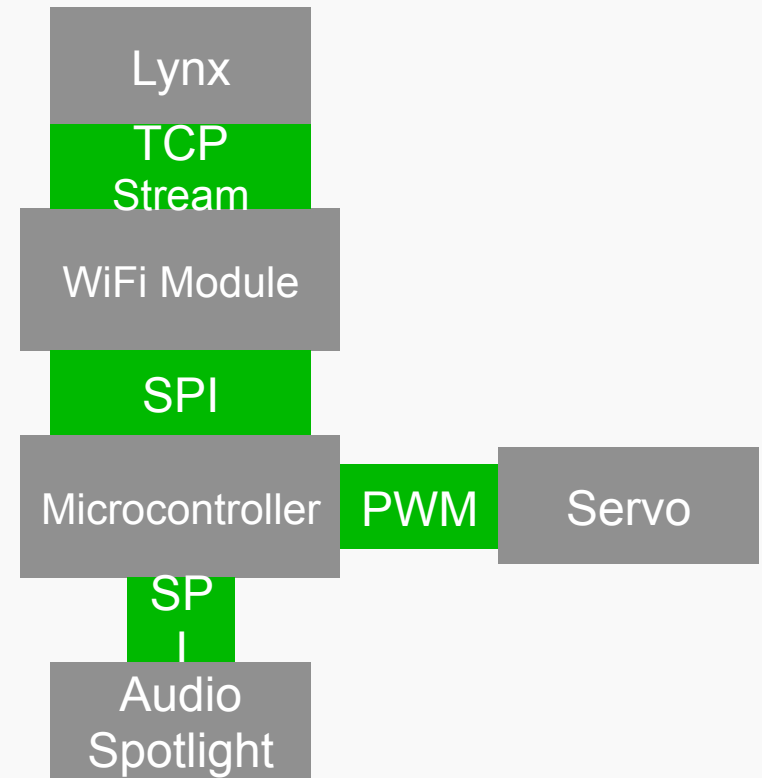 Lynx
TCP
Stream
WiFi Module
SPI
Microcontroller
PWM
Servo
SP
I
Audio
Spotlight